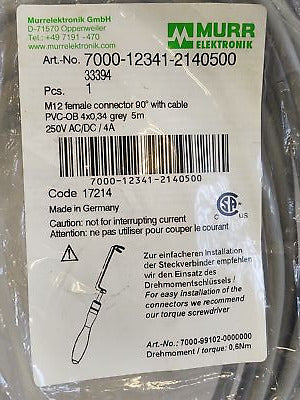 Murrelektronik GmbH
D-71570 Oppenweiler
Tel.: +49 7191 - 470
www.murrelektronik.com
MURR
ELEKTRONIK
Art.-No. 7000-12341-2140500
33394
Pcs. 1
M12 female connector 90° with cable
PVC-OB 4x0,34 grey 5m
250V AC/DC / 4A
7000-12341-2140500
Code 17214
Made in Germany
Caution: not for interrupting current
Attention: ne pas utiliser pour couper le courant
Zur einfacheren Installation
der Steckverbinder empfehlen
wir den Einsatz des
Drehmomentschlüssels /
For easy Installation of the
connectors we recommend
our torque screwdriver
Art.-No.: 7000-99102-0000000
Drehmoment / torque: 0,6Nm